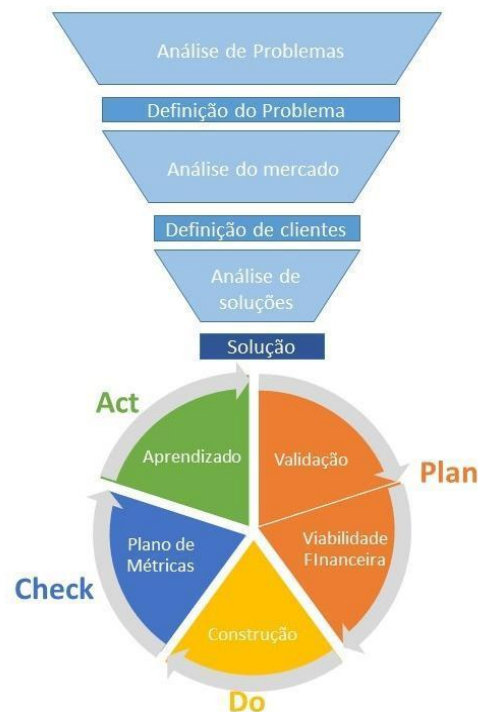 Análise de Problemas
Definição do Problema
Análise do mercado
Definição de clientes
Análise de
soluções
Solução
Act
Aprendizado
Validação
Plan
Plano de
Métricas
Viabilidade
FInanceira
Check
Construção
Do